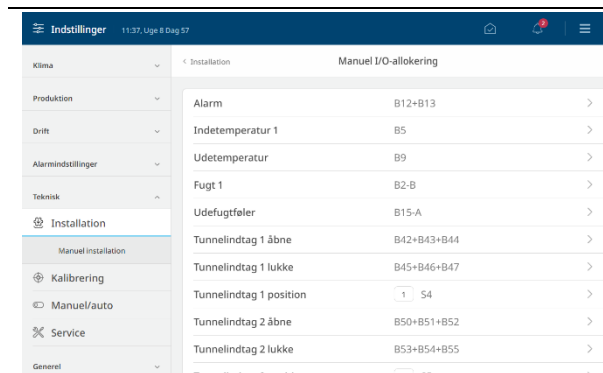 Indstillinger 11:37, Uge 8 Dag 57
2
Klima
Produktion
Drift
Alarmindstillinger
Teknisk
Installation
Manuel installation
Kalibrering
Manuel/auto
Service
Generel
< Installation Manuel I/O-allokering
Alarm B12+B13
Indetemperatur 1 B5
Udetemperatur B9
Fugt 1 B2-B
Udefugtføler B15-A
Tunnelindtag 1 åbne B42+B43+B44
Tunnelindtag 1 lukke B45+B46+B47
Tunnelindtag 1 position 1 S4
Tunnelindtag 2 åbne B50+B51+B52
Tunnelindtag 2 lukke B53+B54+B55